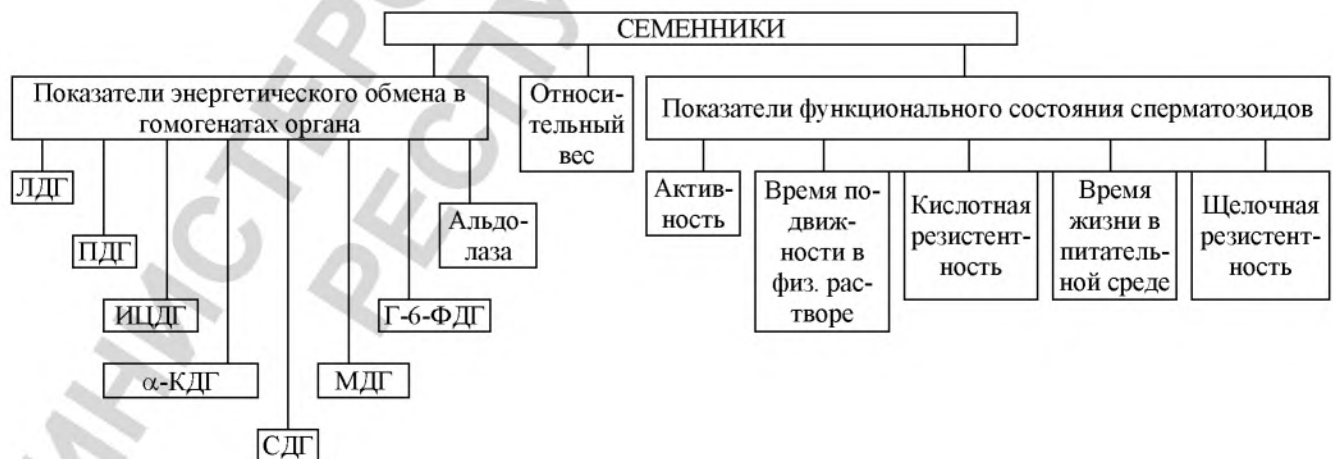 СЕМЕННИКИ
Показатели энергетического обмена в
гомогенатах органа
Относи-
тельный
вес
Показатели функционального состояния сперматозоидов
ЛДГ
ПДГ
ИЦДГ
α-КДГ
СДГ
МДГ
Г-6-ФДГ
Альдо-
лаза
Актив-
ность
Время по-
движ-
ности в
физ. рас-
творе
Кислотная
резистент-
ность
Время
жизни в
питатель-
ной среде
Щелочная
резистент-
ность